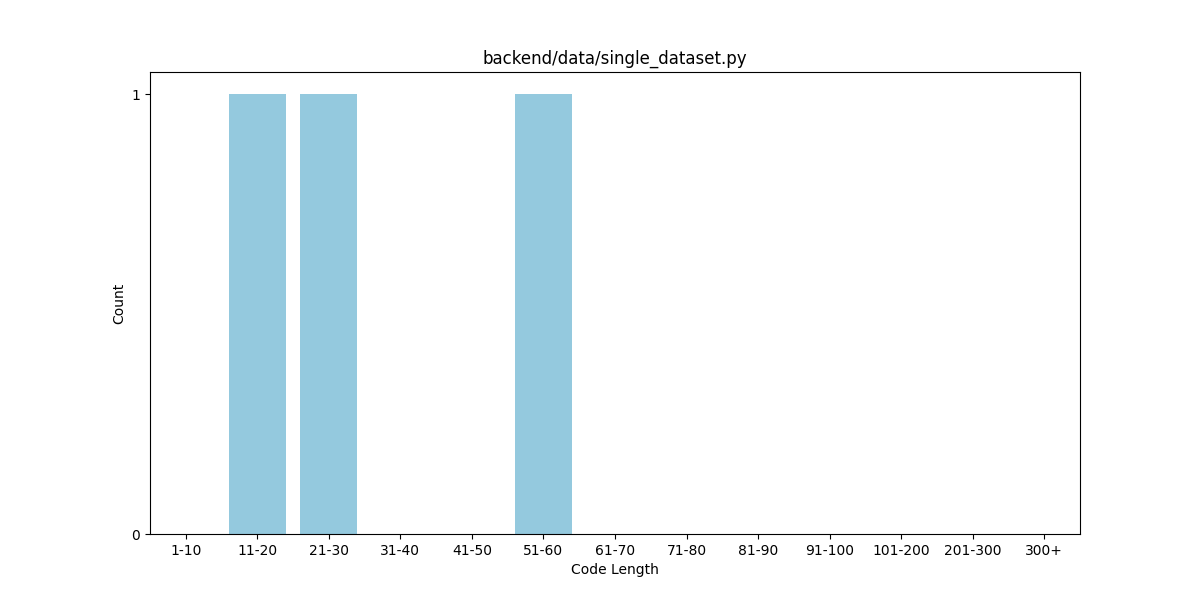 backend/data/single_dataset.py
1
Count
0
1-10 11-20 21-30 31-40 41-50 51-60 61-70 71-80 81-90 91-100 101-200 201-300 300+
Code Length